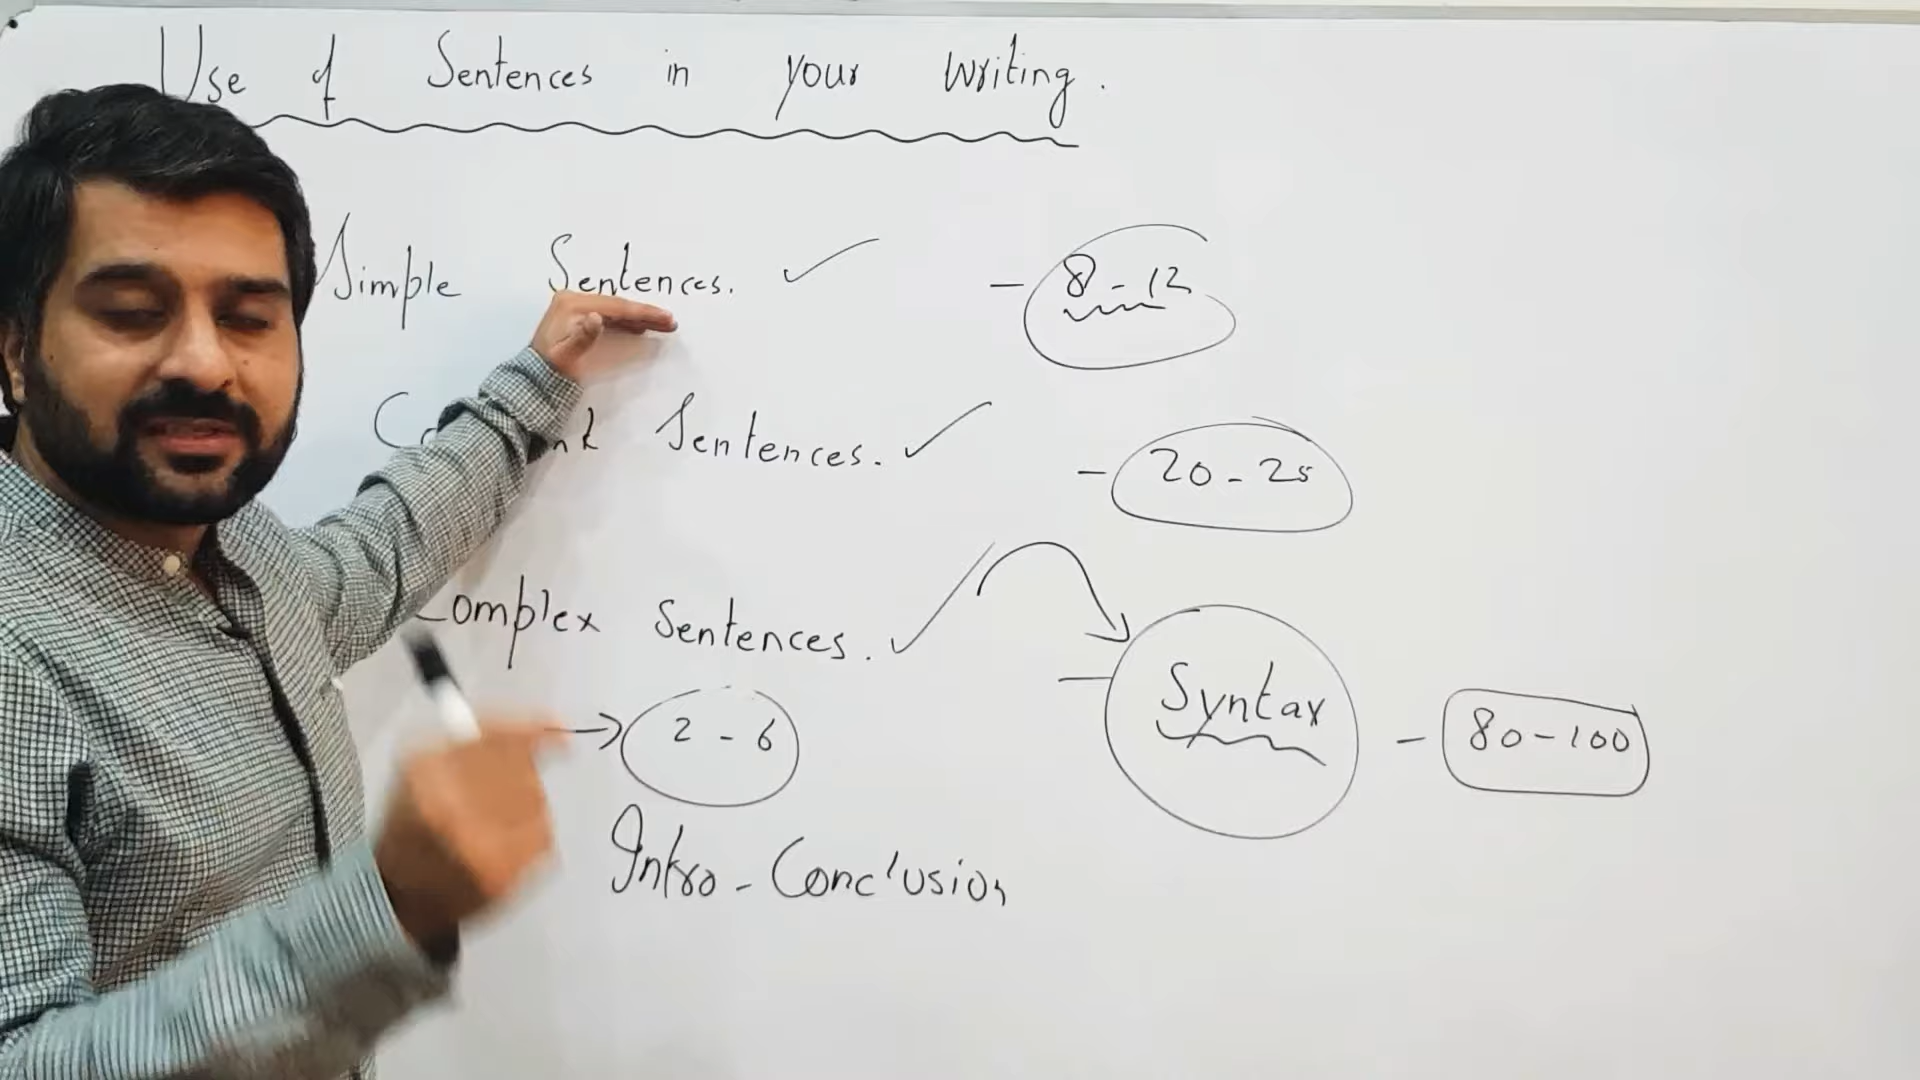 Use of Sentences in your Writing.
Simple Sentences. - 8-12
Sentences. - 20-25
Complex Sentences. - Syntax - 80-100
2-6
Intro - Conclusion